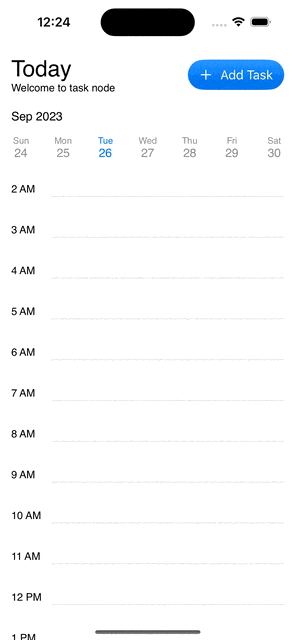 12:24
Today
Welcome to task node
+ Add Task
Sep 2023
Sun Mon Tue Wed Thu Fri Sat
24 25 26 27 28 29 30
2 AM
3 AM
4 AM
5 AM
6 AM
7 AM
8 AM
9 AM
10 AM
11 AM
12 PM
1 PM